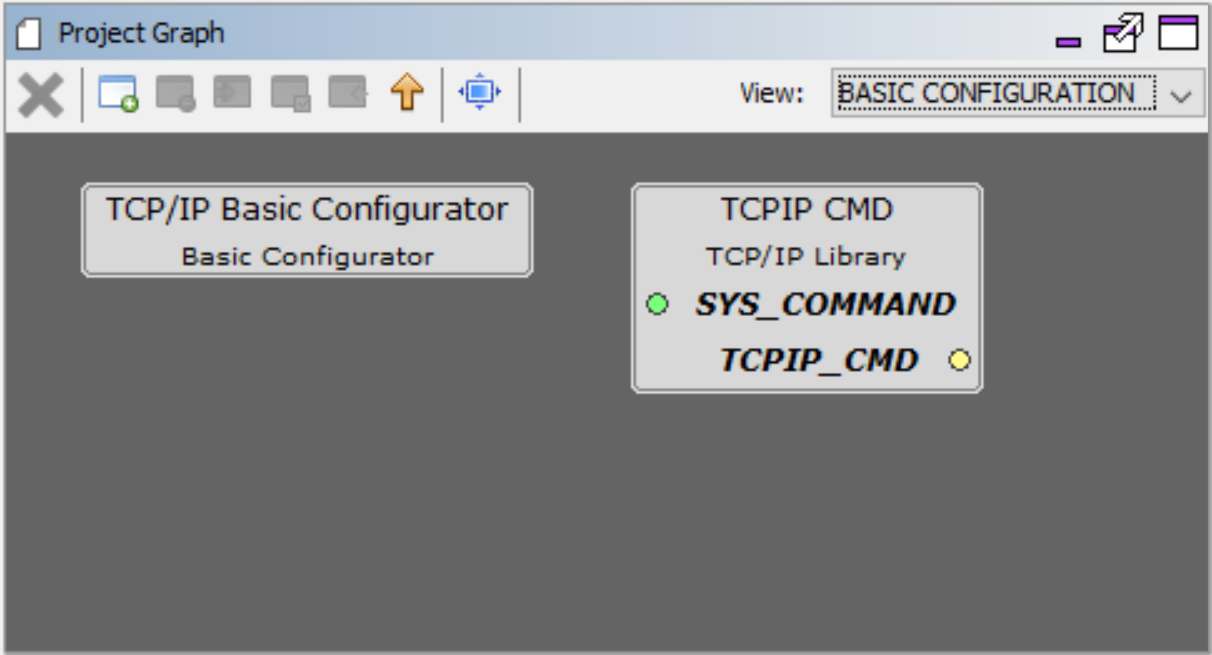 Project Graph
View: BASIC CONFIGURATION
TCP/IP Basic Configurator
Basic Configurator
TCPIP CMD
TCP/IP Library
SYS_COMMAND
TCPIP_CMD